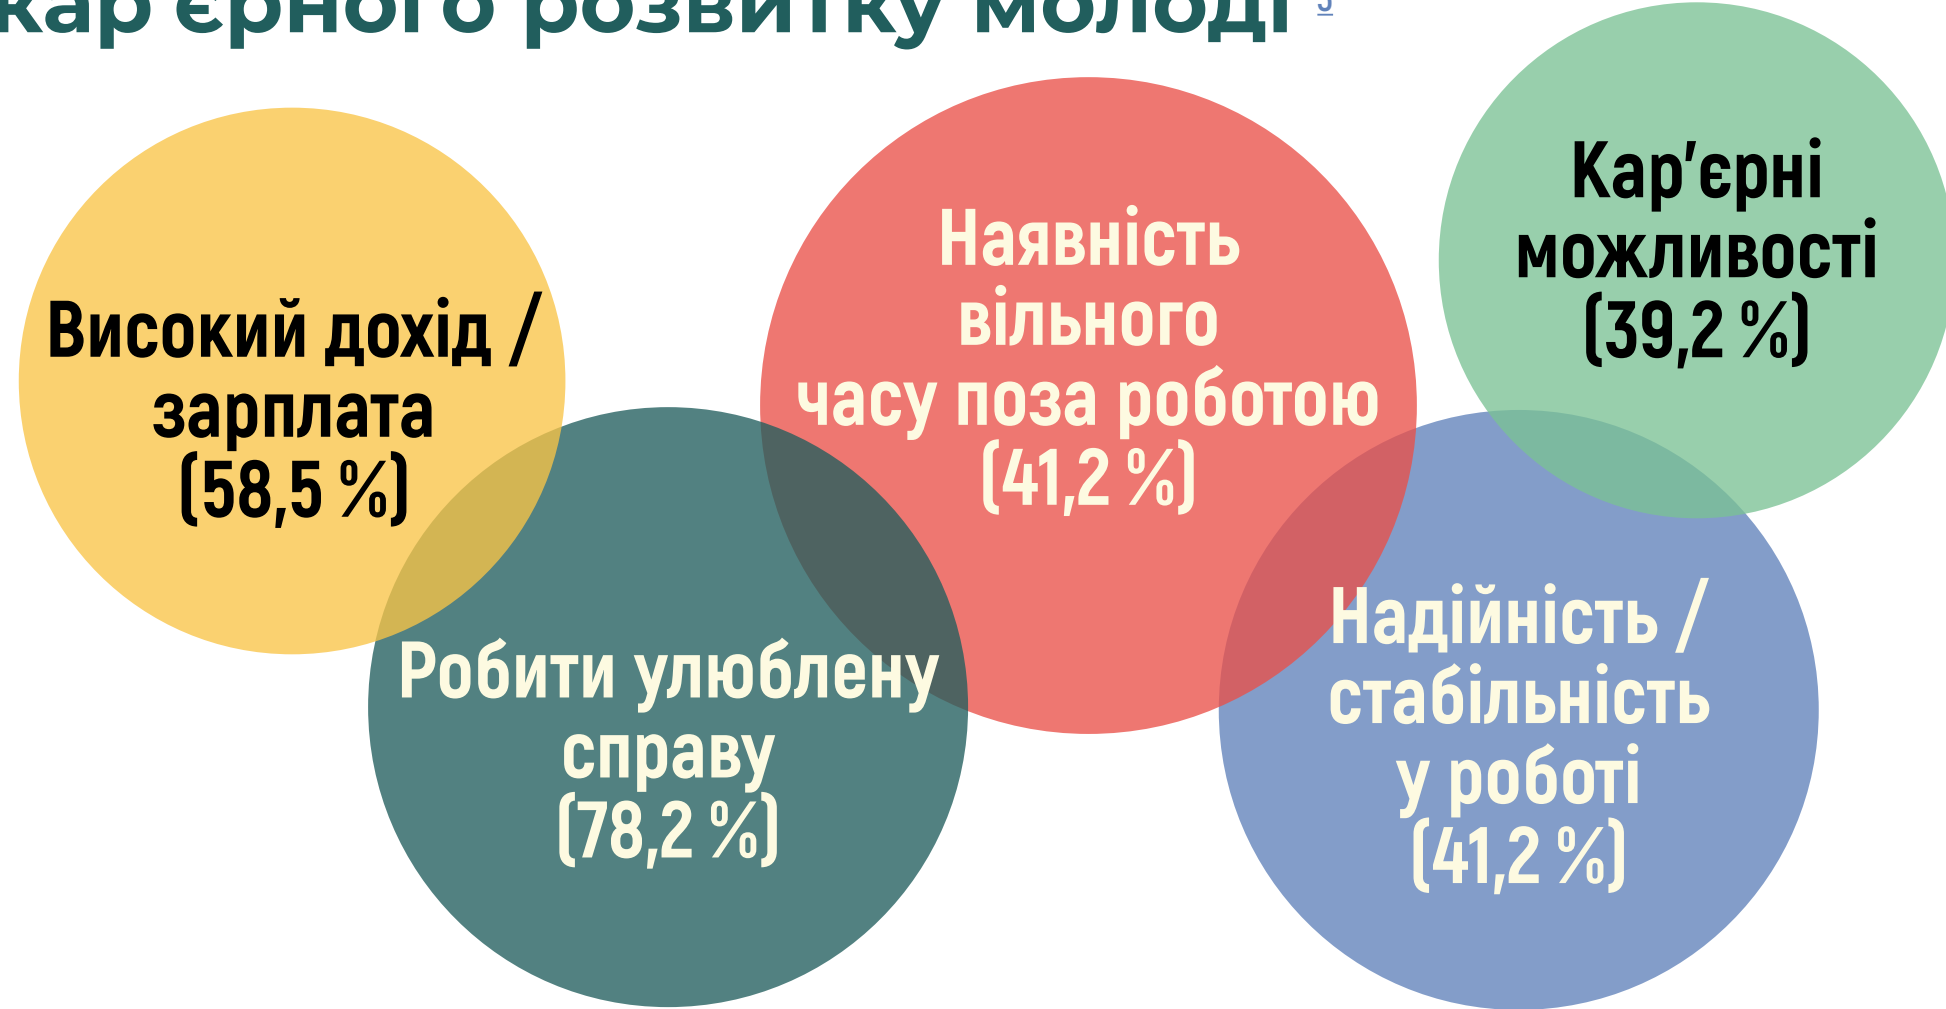 кар'єрного розвитку молоді
Високий дохід /
зарплата
(58,5 %)
Робити улюблену
справу
(78,2 %)
Наявність
вільного
часу поза роботою
(41,2 %)
Надійність /
стабільність
у роботі
(41,2 %)
Кар’єрні
можливості
(39,2 %)